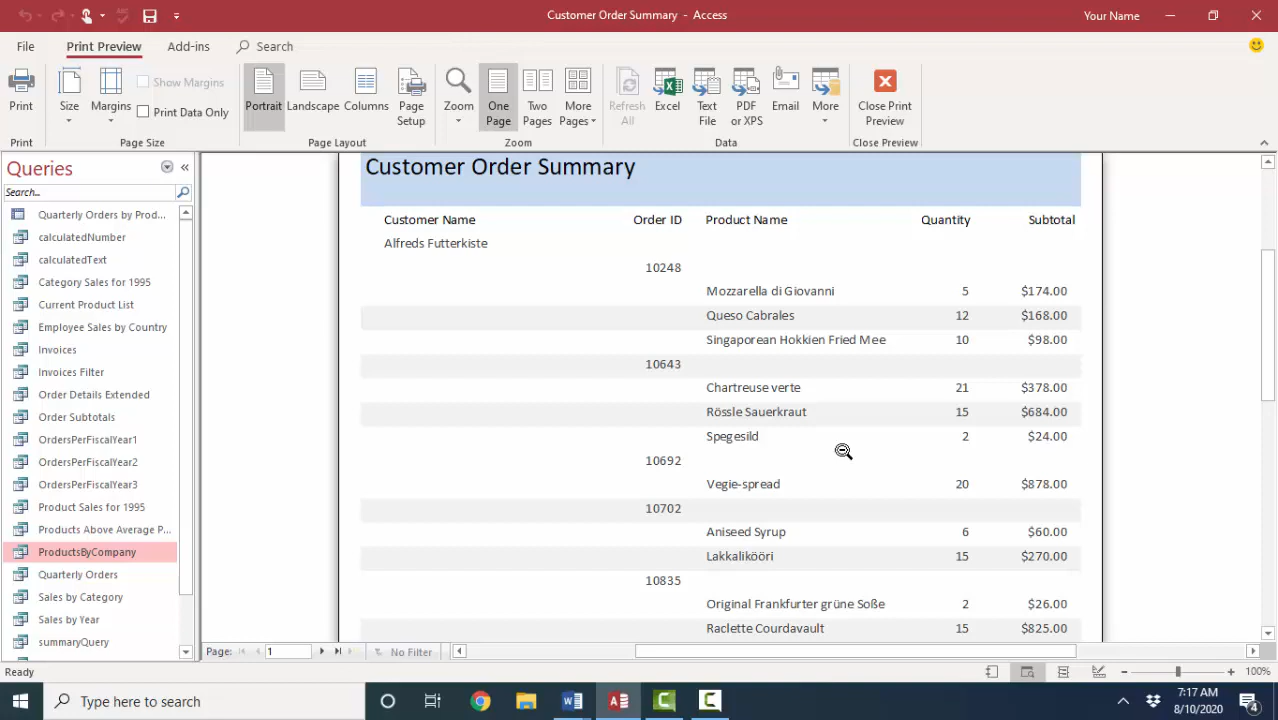 Customer Order Summary - Access
Your Name
File
Print Preview
Add-ins
Search
Print
Size
Margins
Show Margins
Print Data Only
Portrait
Landscape
Columns
Page Setup
Zoom
One Page
Two Pages
More Pages
Refresh All
Excel
Text File
PDF or XPS
Email
More
Close Print Preview
Print
Page Size
Page Layout
Zoom
Data
Close Preview
Queries
Search...
Quarterly Orders by Prod...
calculatedNumber
calculatedText
Category Sales for 1995
Current Product List
Employee Sales by Country
Invoices
Invoices Filter
Order Details Extended
Order Subtotals
OrdersPerFiscalYear1
OrdersPerFiscalYear2
OrdersPerFiscalYear3
Product Sales for 1995
Products Above Average P...
ProductsByCompany
Quarterly Orders
Sales by Category
Sales by Year
summaryQuery
Customer Order Summary
Customer Name Order ID Product Name Quantity Subtotal
Alfreds Futterkiste
10248
Mozzarella di Giovanni 5 $174.00
Queso Cabrales 12 $168.00
Singaporean Hokkien Fried Mee 10 $98.00
10643
Chartreuse verte 21 $378.00
Rössle Sauerkraut 15 $684.00
Spegesild 2 $24.00
10692
Vegie-spread 20 $878.00
10702
Aniseed Syrup 6 $60.00
Lakkalikööri 15 $270.00
10835
Original Frankfurter grüne Soße 2 $26.00
Raclette Courdavault 15 $825.00
Page: 1
No Filter
Ready
100%
Type here to search
7:17 AM
8/10/2020
4